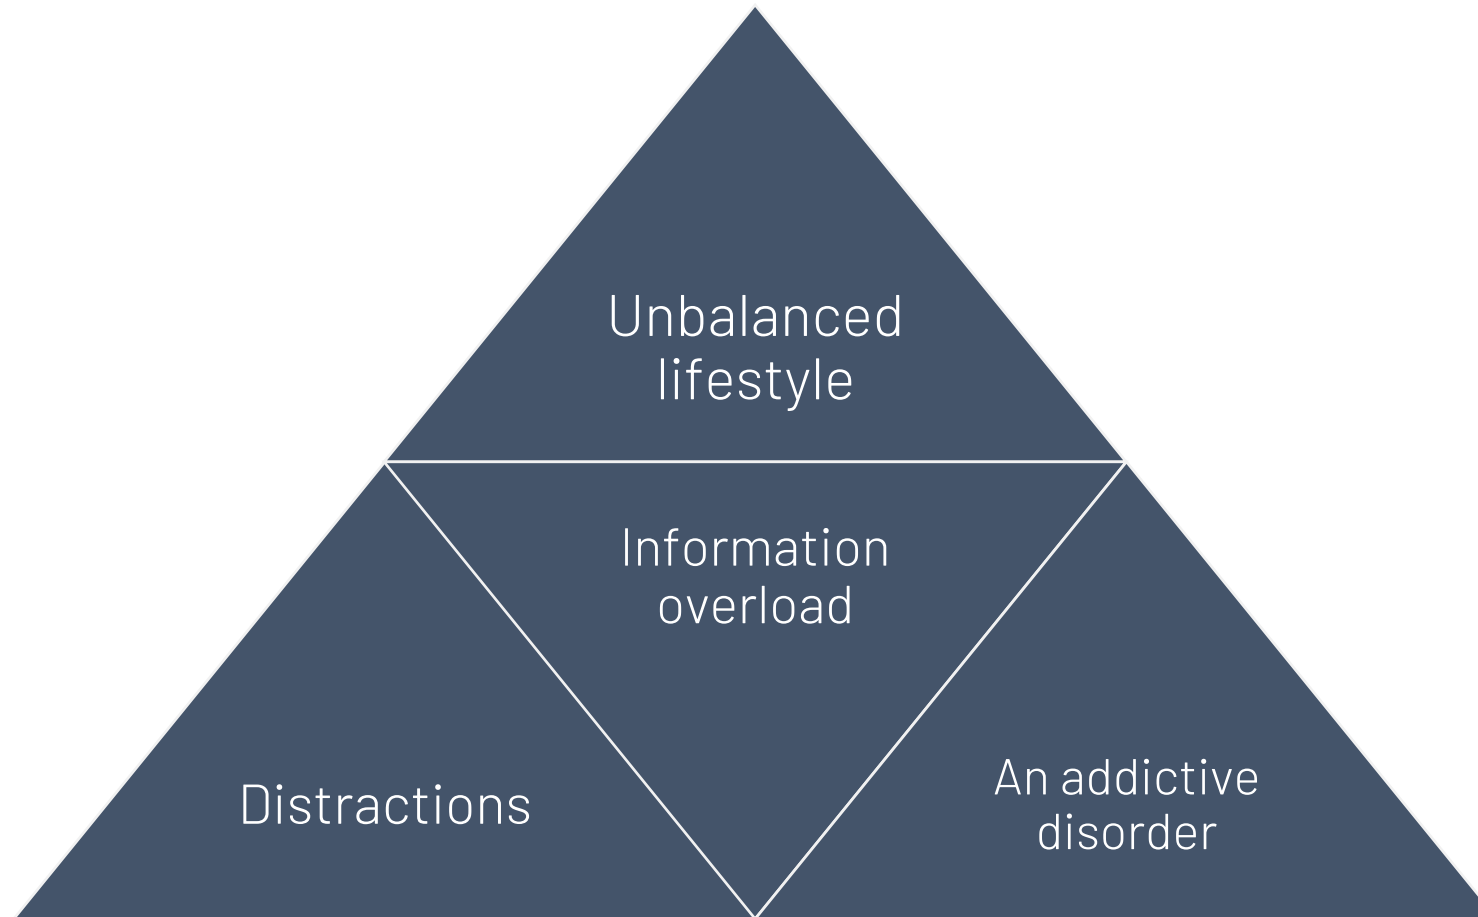 Unbalanced
lifestyle
Information
overload
Distractions
An addictive
disorder